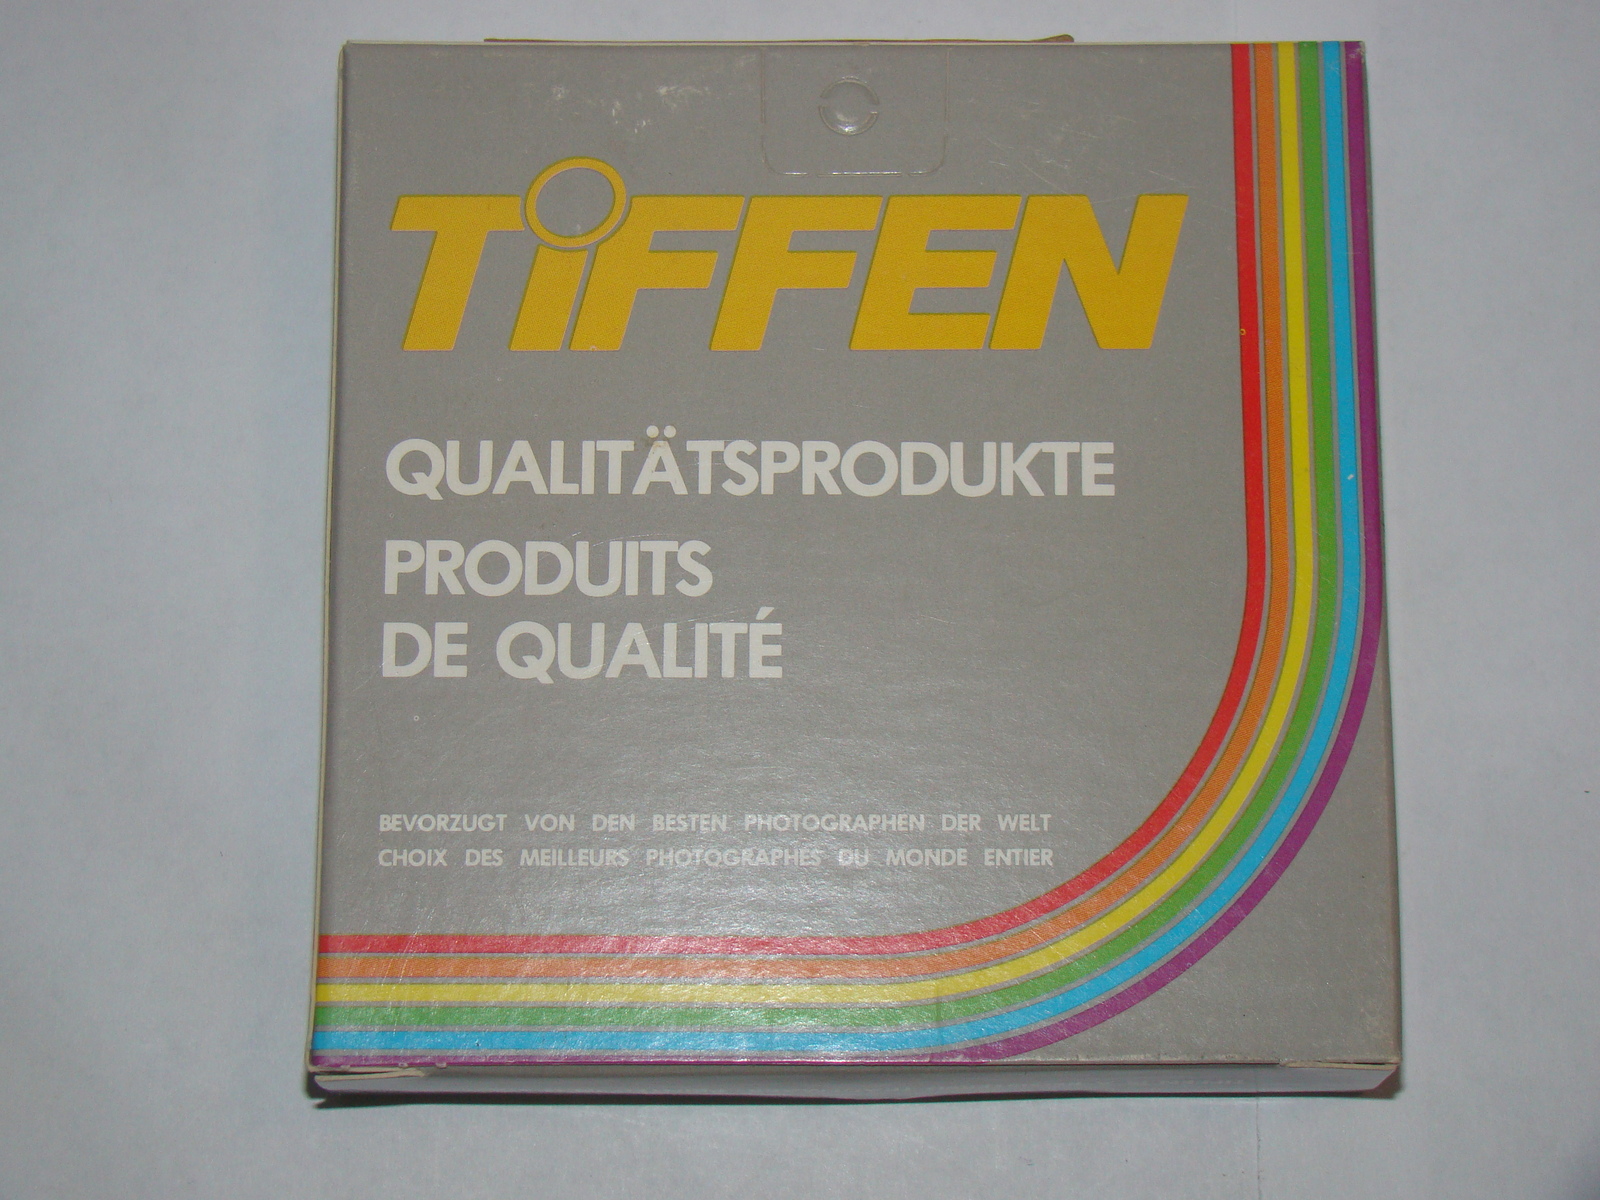 TiFFEN
QUALITÄTSPRODUKTE
PRODUITS
DE QUALITÉ
BEVORZUGT VON DEN BESTEN PHOTOGRAPHEN DER WELT
CHOIX DES MEILLEURS PHOTOGRAPHES DU MONDE ENTIER